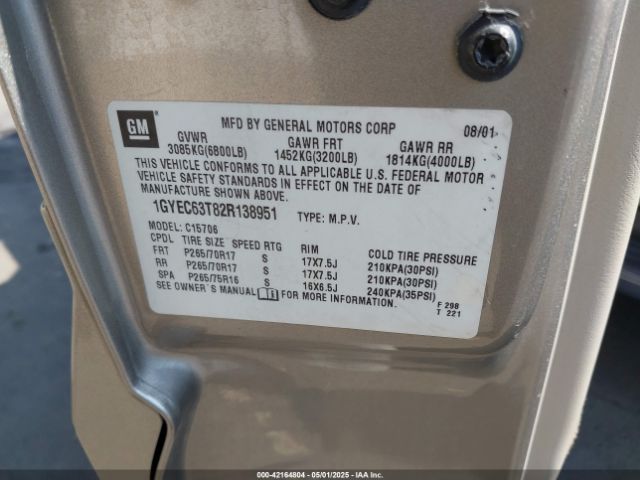 GM
MFD BY GENERAL MOTORS CORP 08/01
GVWR GAWR FRT GAWR RR
3085KG(6800LB) 1452KG(3200LB) 1814KG(4000LB)
THIS VEHICLE CONFORMS TO ALL APPLICABLE U.S. FEDERAL MOTOR
VEHICLE SAFETY STANDARDS IN EFFECT ON THE DATE OF
MANUFACTURE SHOWN ABOVE.
1GYEC63T82R138951 TYPE: M.P.V.
MODEL: C15706
CPDL TIRE SIZE SPEED RTG RIM COLD TIRE PRESSURE
FRT P265/70R17 S 17X7.5J 210KPA(30PSI)
RR P265/70R17 S 17X7.5J 210KPA(30PSI)
SPA P265/75R16 S 16X6.5J 240KPA(35PSI)
SEE OWNER'S MANUAL FOR MORE INFORMATION.
F 298
T 221
000-42164804 - 05/01/2025 - IAA, Inc.